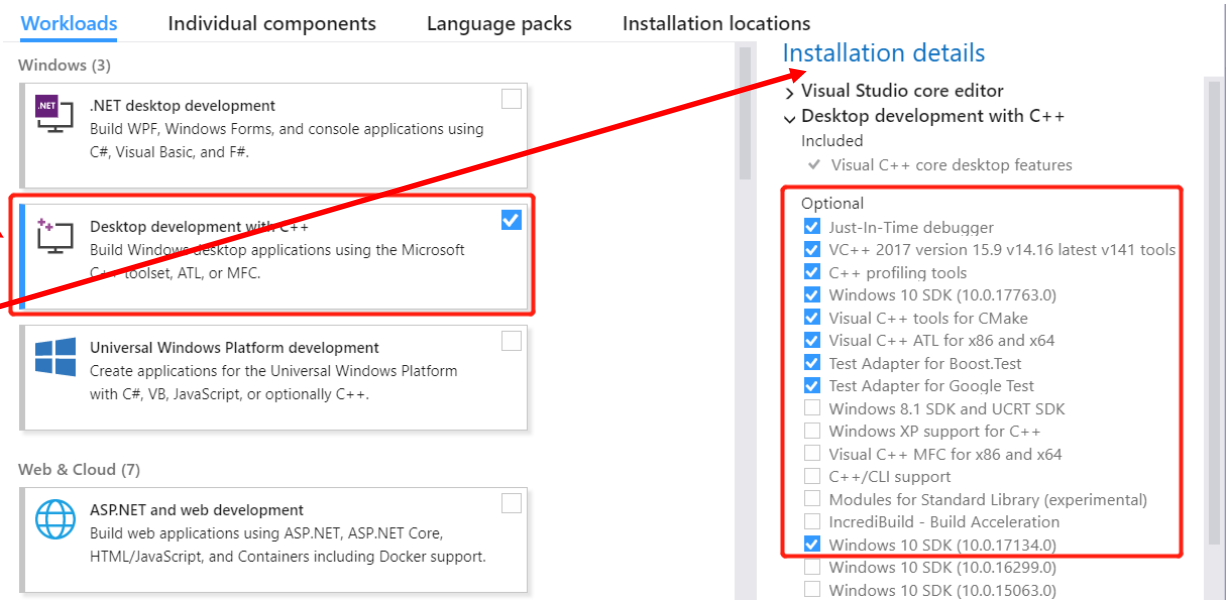 Workloads Individual components Language packs Installation locations
Windows (3)
.NET
.NET desktop development
Build WPF, Windows Forms, and console applications using
C#, Visual Basic, and F#.
Desktop development with C++
Build Windows desktop applications using the Microsoft
C++ toolset, ATL, or MFC.
Universal Windows Platform development
Create applications for the Universal Windows Platform
with C#, VB, JavaScript, or optionally C++.
Web & Cloud (7)
ASP.NET and web development
Build web applications using ASP.NET, ASP.NET Core,
HTML/JavaScript, and Containers including Docker support.
Installation details
Visual Studio core editor
Desktop development with C++
Included
Visual C++ core desktop features
Optional
Just-In-Time debugger
VC++ 2017 version 15.9 v14.16 latest v141 tools
C++ profiling tools
Windows 10 SDK (10.0.17763.0)
Visual C++ tools for CMake
Visual C++ ATL for x86 and x64
Test Adapter for Boost.Test
Test Adapter for Google Test
Windows 8.1 SDK and UCRT SDK
Windows XP support for C++
Visual C++ MFC for x86 and x64
C++/CLI support
Modules for Standard Library (experimental)
IncrediBuild - Build Acceleration
Windows 10 SDK (10.0.17134.0)
Windows 10 SDK (10.0.16299.0)
Windows 10 SDK (10.0.15063.0)